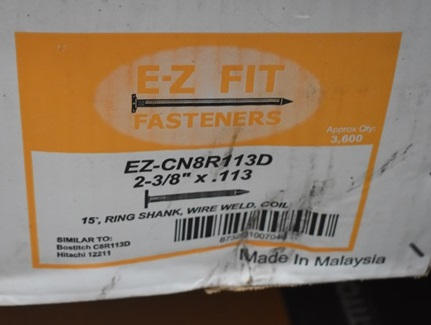 E-Z FIT
FASTENERS
Approx Qty:
3,600
EZ-CN8R113D
2-3/8" x .113
15°, RING SHANK, WIRE WELD, COIL
SIMILAR TO:
Bostitch C8R113D
Hitachi 12211
Made In Malaysia